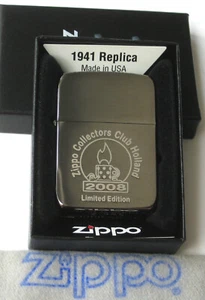 1941 Replica
Made in USA
Zippo Collectors Club Holland
2008
Limited Edition
zippo
Zippo